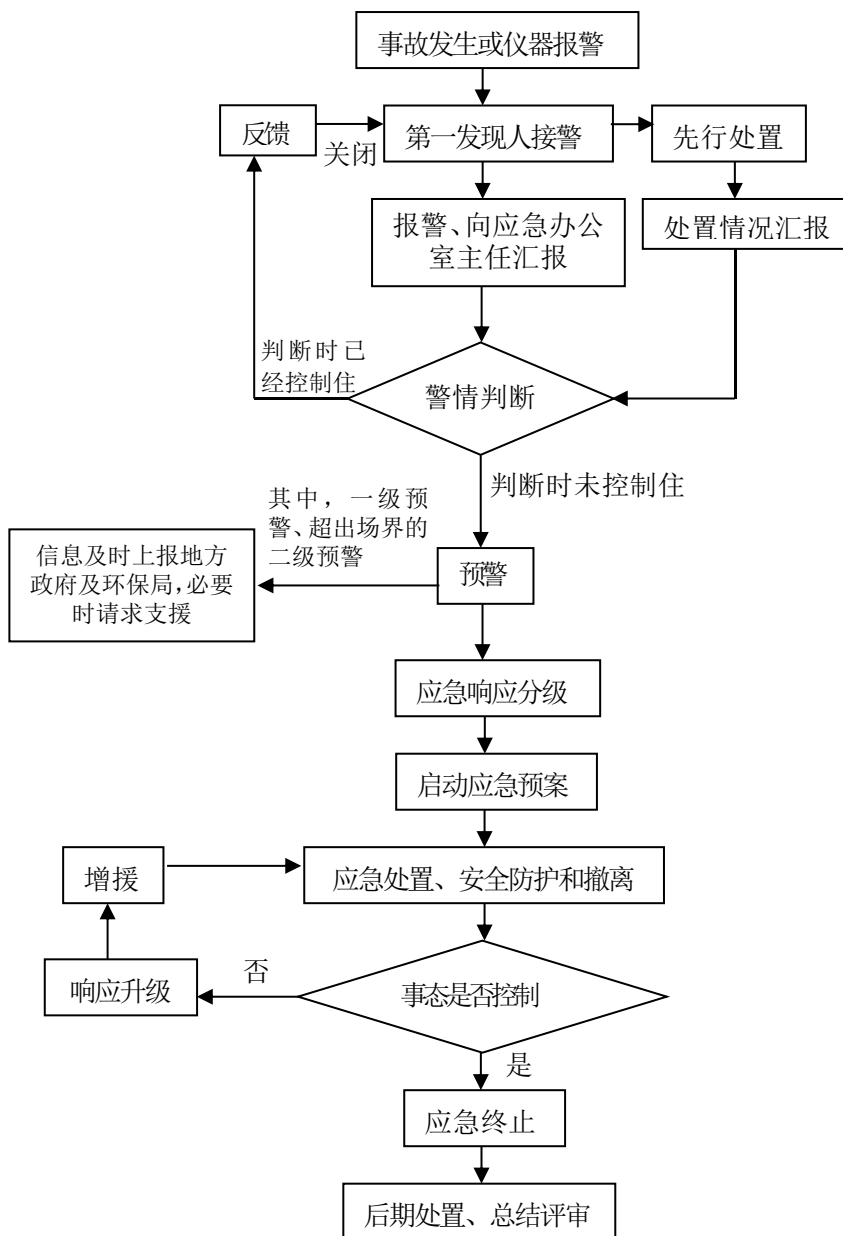 事故发生或仪器报警
反馈
关闭
第一发现人接警
先行处置
报警、向应急办公
室主任汇报
处置情况汇报
判断时已
经控制住
警情判断
判断时未控制住
其中，一级预
警、超出场界的
二级预警
信息及时上报地方
政府及环保局，必要
时请求支援
预警
应急响应分级
启动应急预案
增援
应急处置、安全防护和撤离
响应升级
否
事态是否控制
是
应急终止
后期处置、总结评审